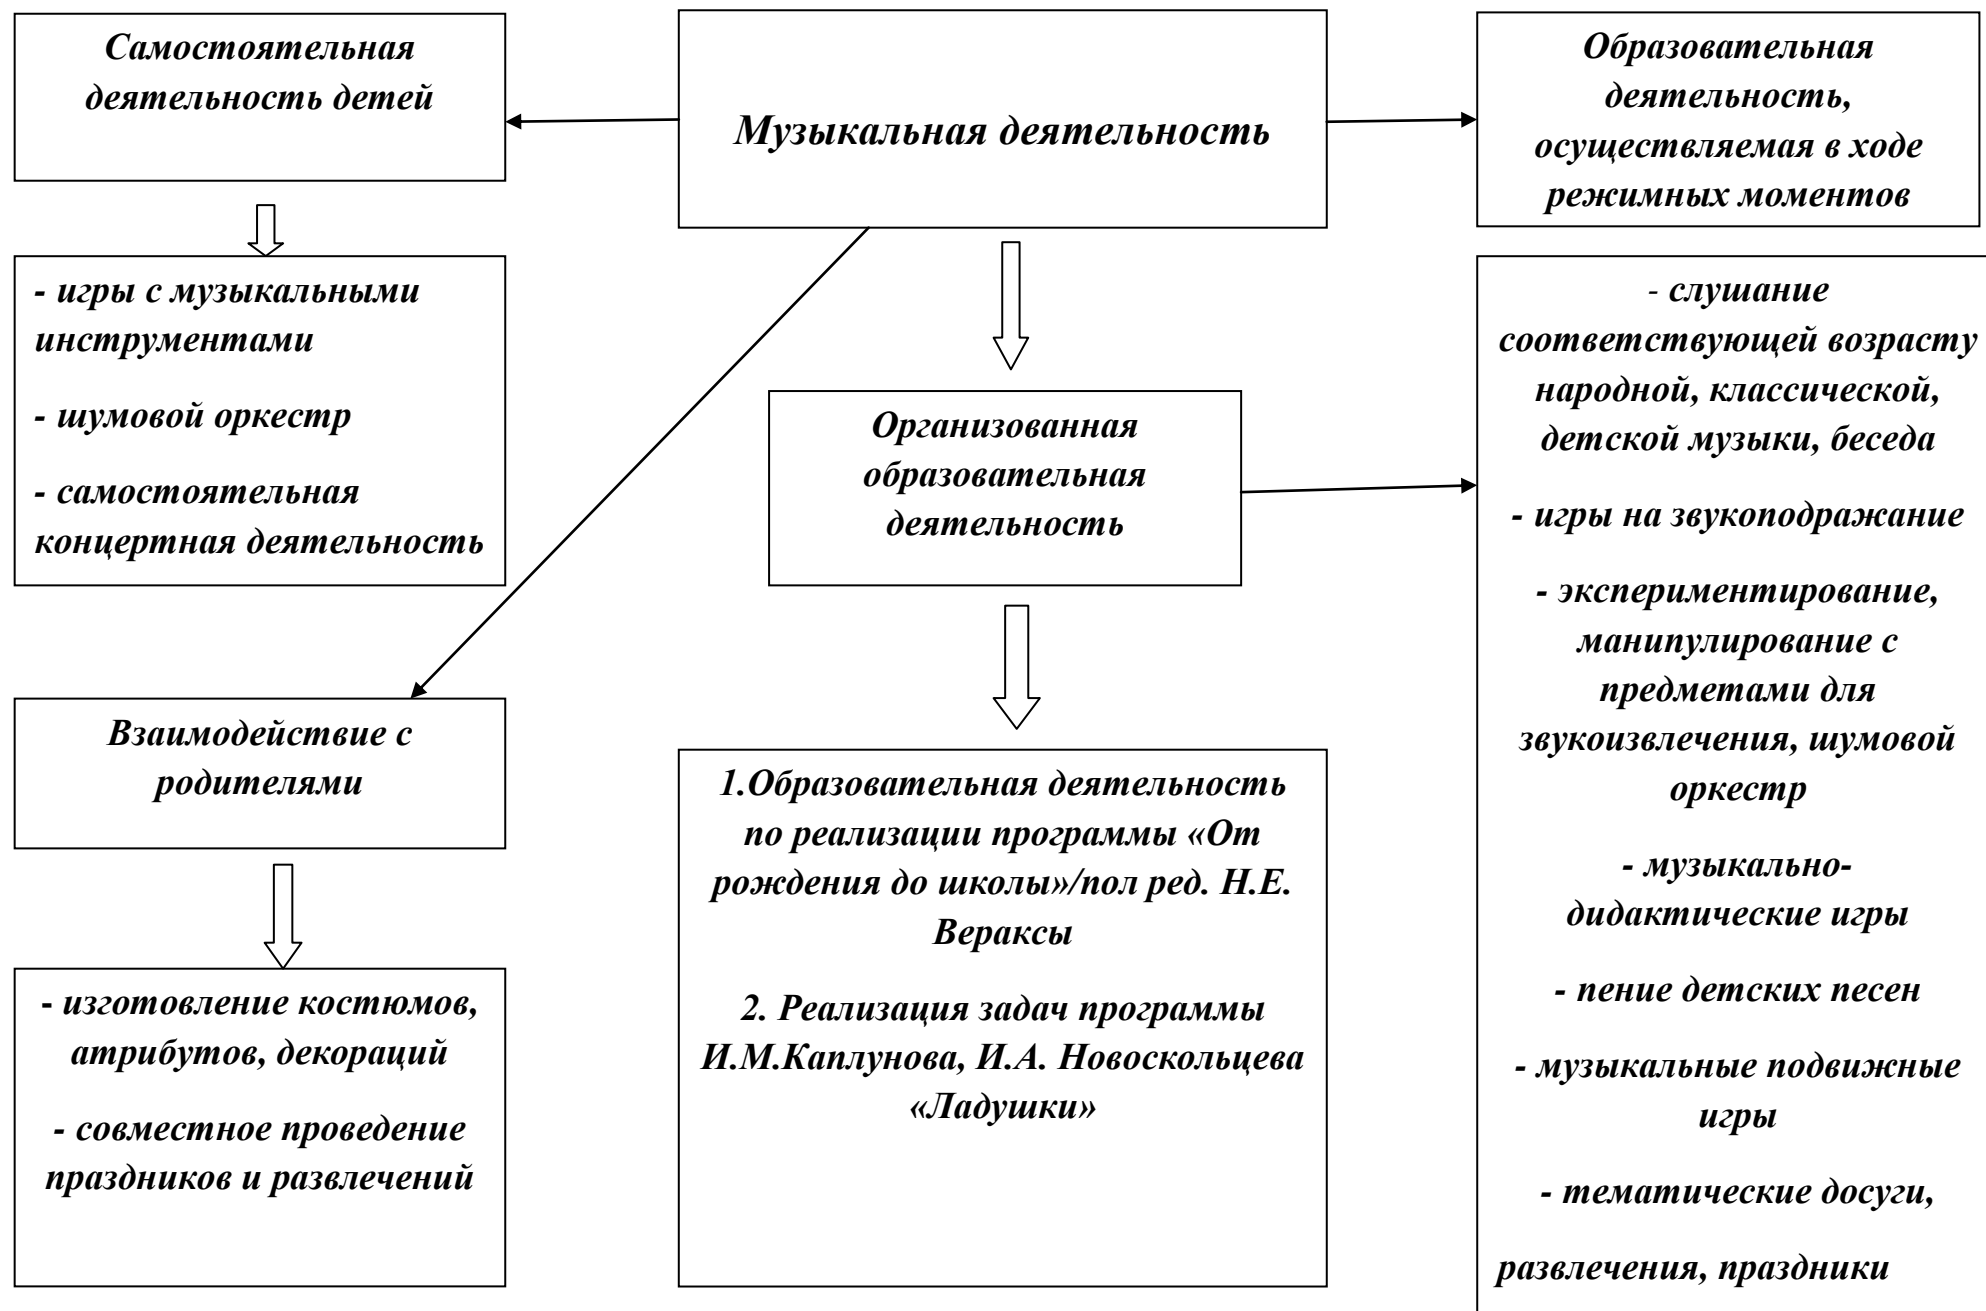 Самостоятельная
деятельность детей
Музыкальная деятельность
Образовательная
деятельность,
осуществляемая в ходе
режимных моментов
- игры с музыкальными
инструментами
- шумовой оркестр
- самостоятельная
концертная деятельность
Организованная
образовательная
деятельность
- слушание
соответствующей возрасту
народной, классической,
детской музыки, беседа
- игры на звукоподражание
- экспериментирование,
манипулирование с
предметами для
звукоизвлечения, шумовой
оркестр
- музыкально-
дидактические игры
- пение детских песен
- музыкальные подвижные
игры
- тематические досуги,
развлечения, праздники
Взаимодействие с
родителями
1.Образовательная деятельность
по реализации программы «От
рождения до школы»/пол ред. Н.Е.
Вераксы
2. Реализация задач программы
И.М.Каплунова, И.А. Новоскольцева
«Ладушки»
- изготовление костюмов,
атрибутов, декораций
- совместное проведение
праздников и развлечений